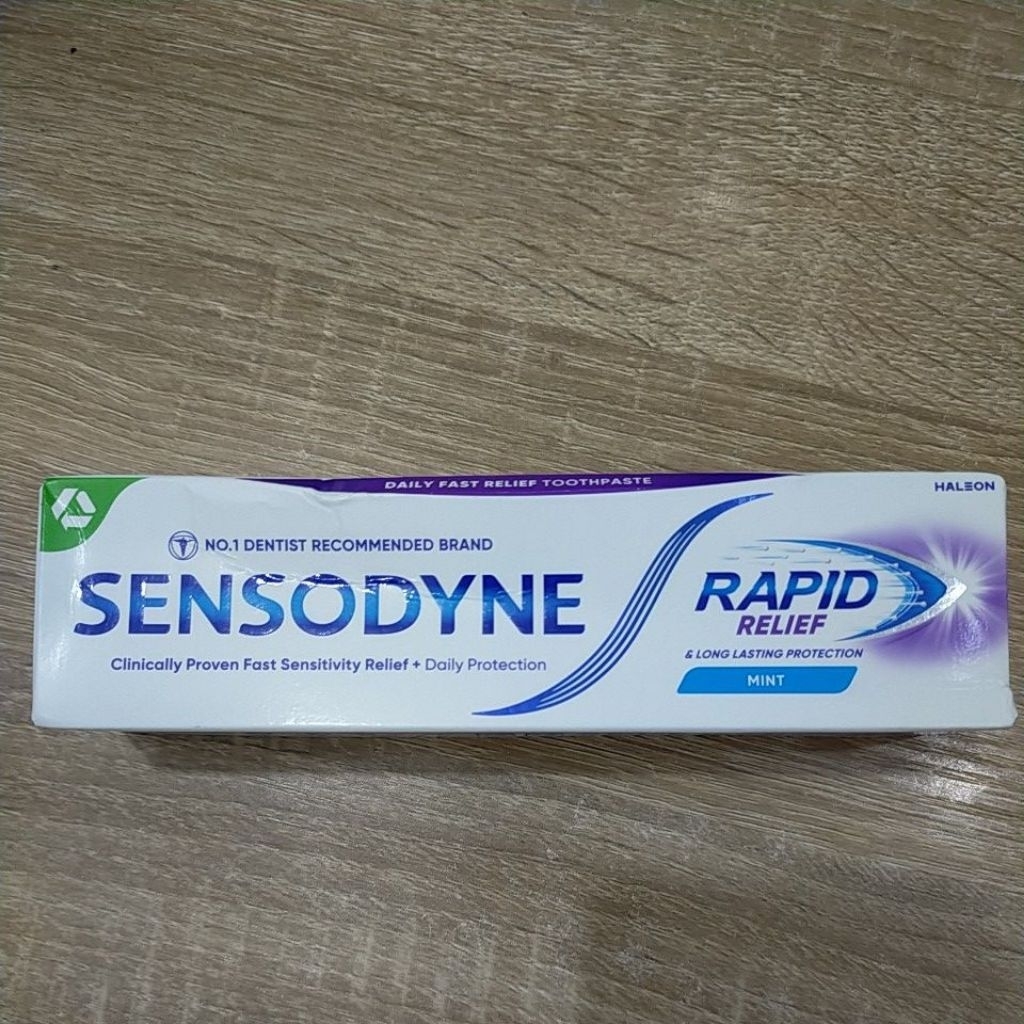 DAILY FAST RELIEF TOOTHPASTE
HALEON
NO.1 DENTIST RECOMMENDED BRAND
SENSODYNE
Clinically Proven Fast Sensitivity Relief + Daily Protection
RAPID
RELIEF
& LONG LASTING PROTECTION
MINT